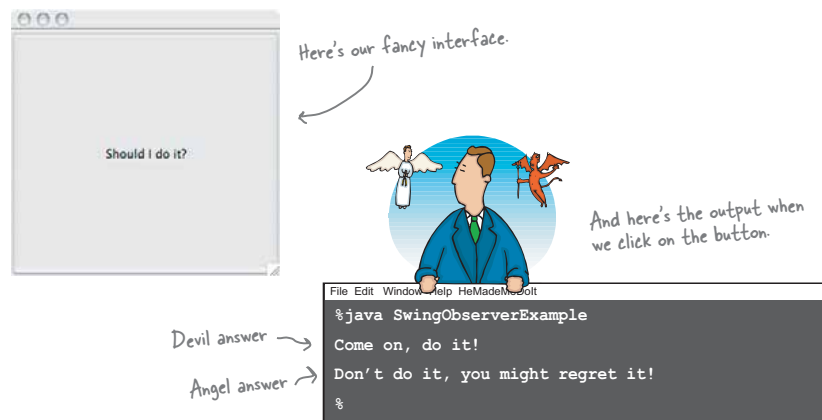 Here's our fancy interface.
Should I do it?
And here's the output when
we click on the button.
File Edit Window Help HeMadeMeDoIt
%java SwingObserverExample
Devil answer
Come on, do it!
Angel answer
Don't do it, you might regret it!
%